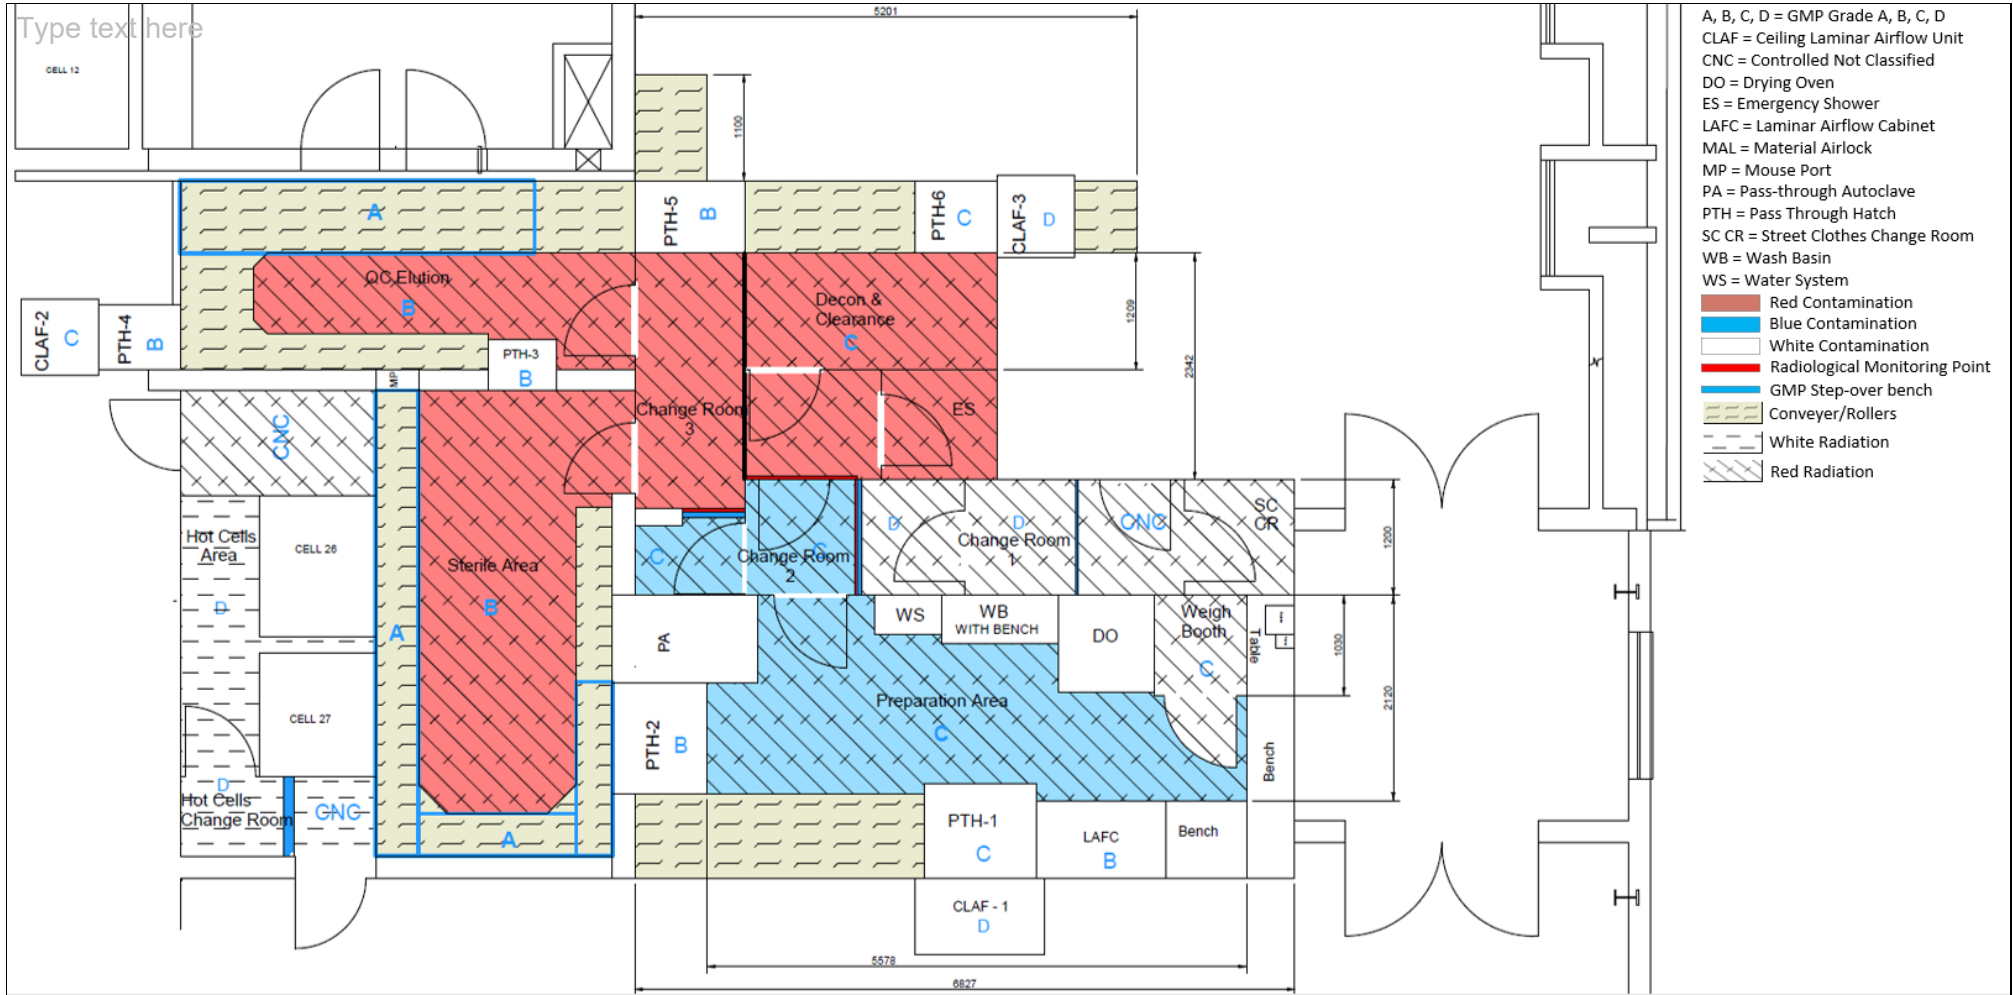 Type text here
CELL 12
5201
1100
A
PTH-5
B
PTH-6
C
CLAF-3
D
QC Elution
B
Decon &
Clearance
C
1209
2342
CLAF-2
C
PTH-4
B
PTH-3
B
MP
CNC
Change Room
3
ES
Hot Cells
Area
D
CELL 26
Sterile Area
B
A
C
Change Room
2
C
D
D
Change Room
1
CNC
SC
CR
1200
PA
WS
WB
WITH BENCH
DO
Weigh
Booth
C
Table
1030
2120
CELL 27
PTH-2
B
Preparation Area
C
Bench
D
Hot Cells
Change Room
CNC
A
PTH-1
C
LAFC
B
Bench
CLAF - 1
D
5578
6827
A, B, C, D = GMP Grade A, B, C, D
CLAF = Ceiling Laminar Airflow Unit
CNC = Controlled Not Classified
DO = Drying Oven
ES = Emergency Shower
LAFC = Laminar Airflow Cabinet
MAL = Material Airlock
MP = Mouse Port
PA = Pass-through Autoclave
PTH = Pass Through Hatch
SC CR = Street Clothes Change Room
WB = Wash Basin
WS = Water System
Red Contamination
Blue Contamination
White Contamination
Radiological Monitoring Point
GMP Step-over bench
Conveyer/Rollers
White Radiation
Red Radiation